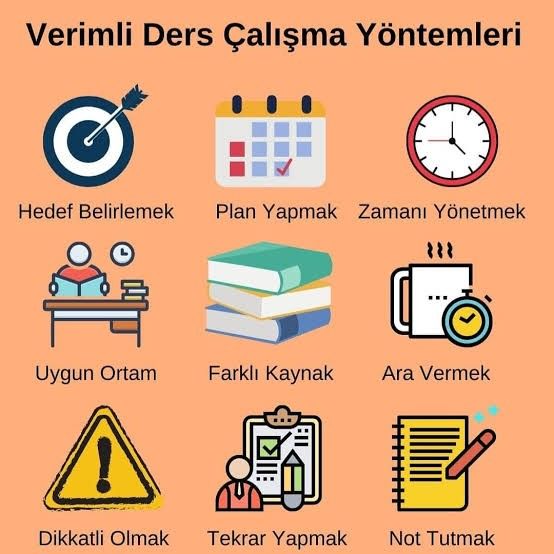 Verimli Ders Çalışma Yöntemleri
Hedef Belirlemek
Plan Yapmak
Zamanı Yönetmek
Uygun Ortam
Farklı Kaynak
Ara Vermek
Dikkatli Olmak
Tekrar Yapmak
Not Tutmak